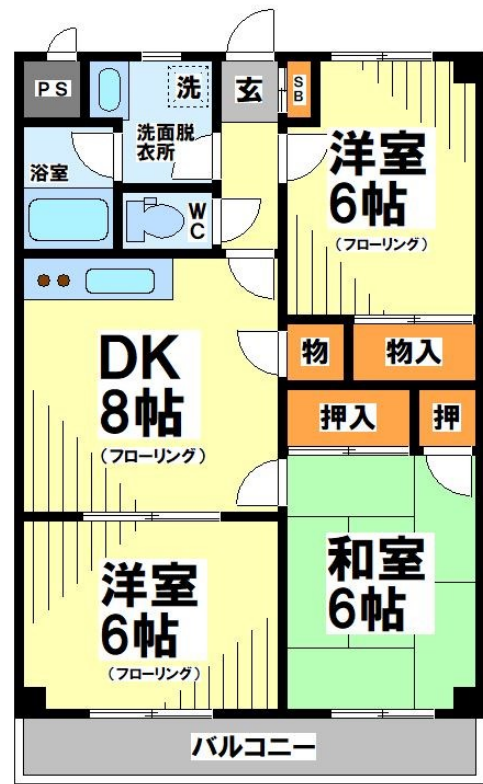 PS
洗
玄
SB
洗面脱
衣所
浴室
WC
洋室
6帖
(フローリング)
DK
8帖
(フローリング)
物
物入
押入
押
洋室
6帖
(フローリング)
和室
6帖
バルコニー